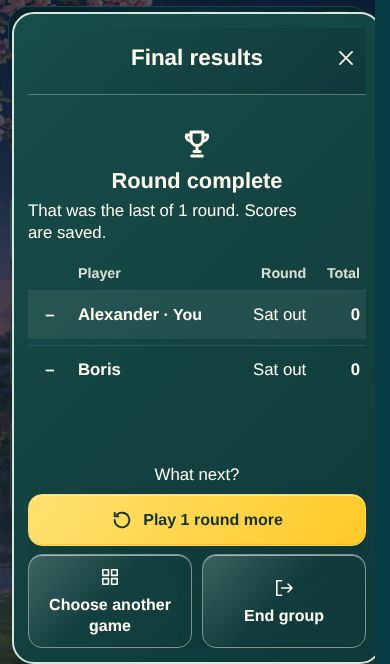 Final results
Round complete
That was the last of 1 round. Scores
are saved.
Player Round Total
– Alexander · You Sat out 0
– Boris Sat out 0
What next?
Play 1 round more
Choose another
game
End group